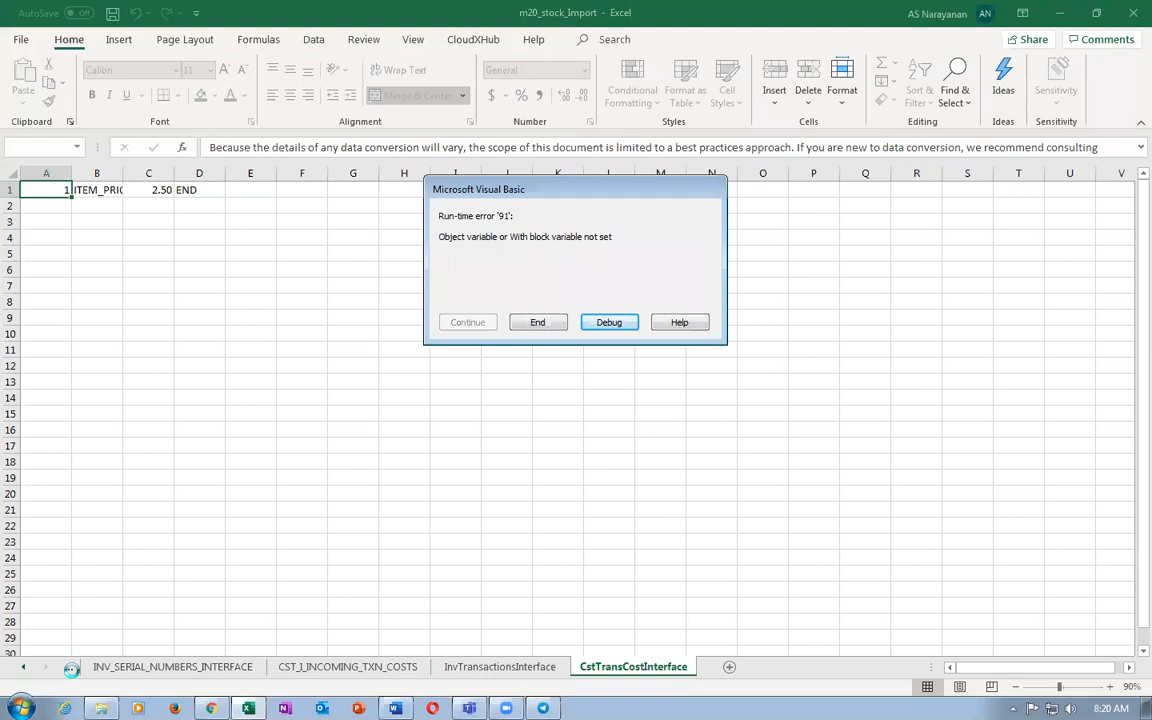 AutoSave Off
m20_stock_Import - Excel
AS Narayanan AN
File Home Insert Page Layout Formulas Data Review View CloudXHub Help Search
Share Comments
Paste
Clipboard
Calibri 11
B I U
Font
Wrap Text
Merge & Center
Alignment
General
$ % 9
Number
Conditional Formatting
Format as Table
Cell Styles
Styles
Insert Delete Format
Cells
Sort & Filter
Find & Select
Editing
Ideas
Ideas
Sensitivity
Sensitivity
fx Because the details of any data conversion will vary, the scope of this document is limited to a best practices approach. If you are new to data conversion, we recommend consulting
A B C D E F G H I J K L M N O P Q R S T U V
1 1 ITEM_PRIC 2.50 END
2
3
4
5
6
7
8
9
10
11
12
13
14
15
16
17
18
19
20
21
22
23
24
25
26
27
28
29
30
Microsoft Visual Basic
Run-time error '91':
Object variable or With block variable not set
Continue End Debug Help
INV_SERIAL_NUMBERS_INTERFACE CST_I_INCOMING_TXN_COSTS InvTransactionsInterface CstTransCostInterface
90%
8:20 AM